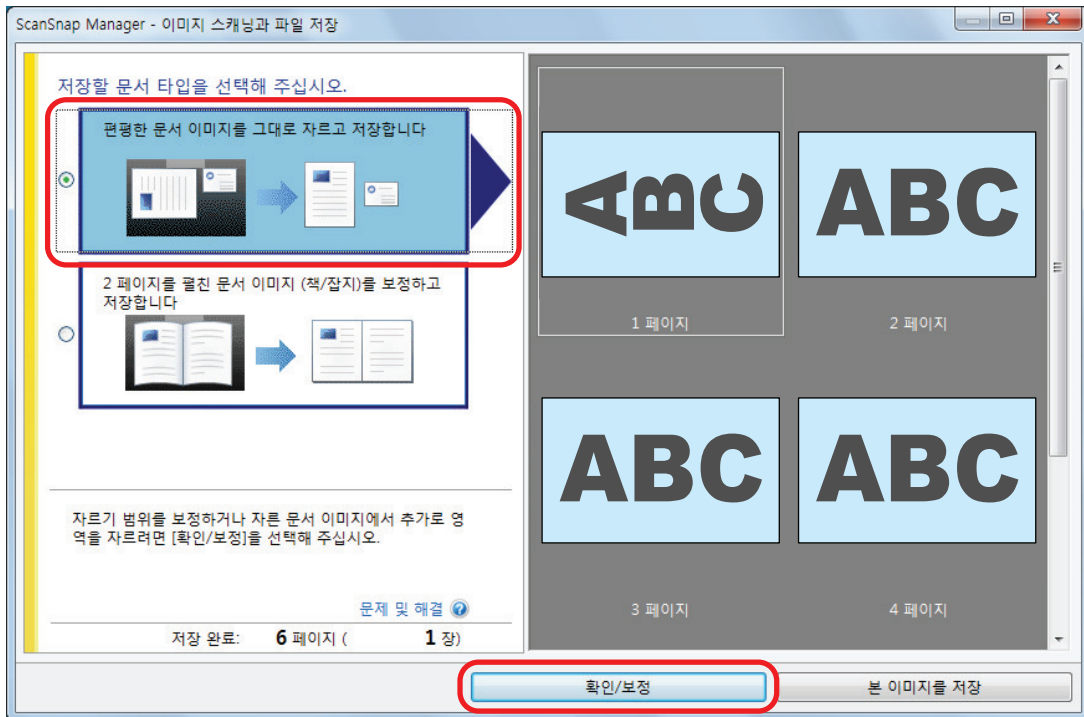 ScanSnap Manager - 이미지 스캐닝과 파일 저장
저장할 문서 타입을 선택해 주십시오.
편평한 문서 이미지를 그대로 자르고 저장합니다
2 페이지를 펼친 문서 이미지 (책/잡지)를 보정하고
저장합니다
자르기 범위를 보정하거나 자른 문서 이미지에서 추가로 영
역을 자르려면 [확인/보정]을 선택해 주십시오.
문제 및 해결 ?
저장 완료: 6 페이지 ( 1 장)
ABC
ABC
1 페이지
2 페이지
ABC
ABC
3 페이지
4 페이지
확인/보정
본 이미지를 저장